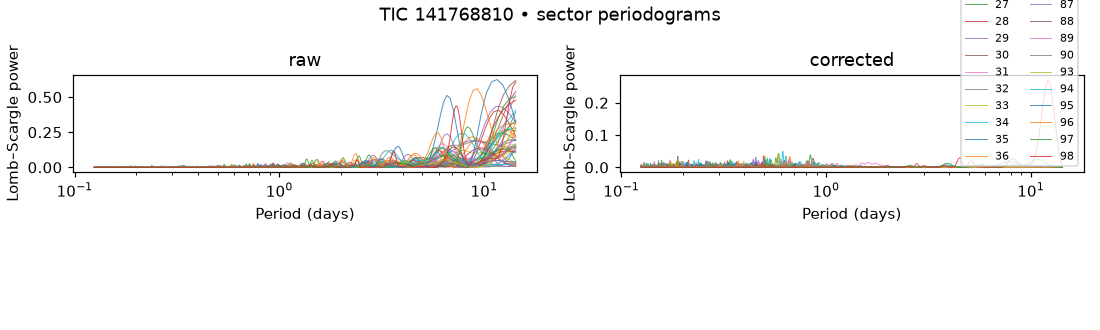 TIC 141768810 • sector periodograms
raw
Lomb–Scargle power
0.50
0.25
0.00
10⁻¹ 10⁰ 10¹
Period (days)
corrected
Lomb–Scargle power
0.2
0.1
0.0
10⁻¹ 10⁰ 10¹
Period (days)
27 87
28 88
29 89
30 90
31 93
32 94
33 95
34 96
35 97
36 98